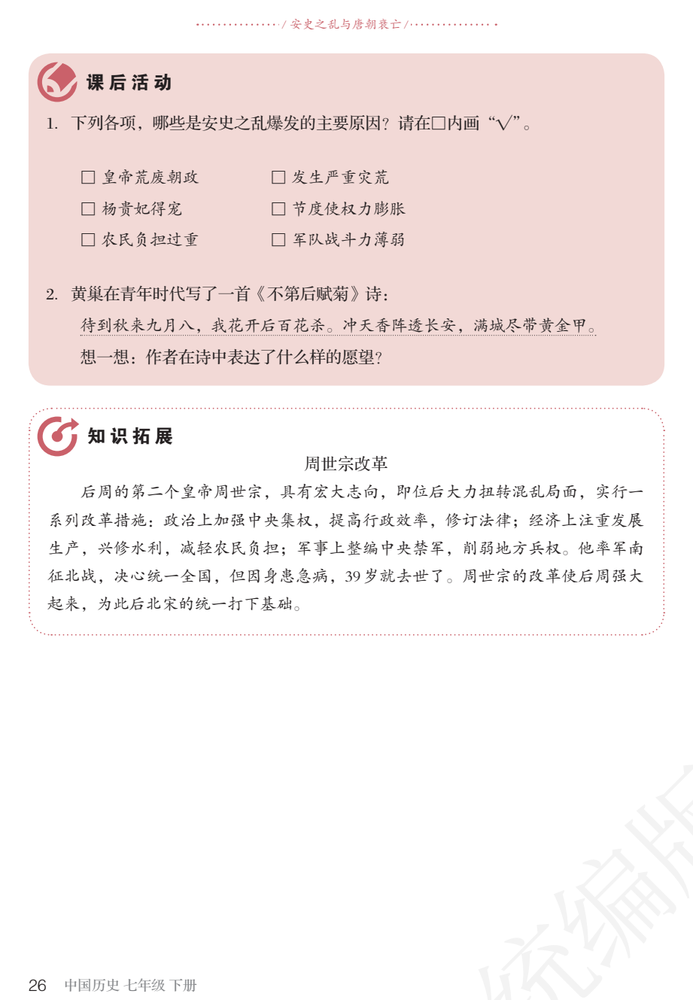 / 安史之乱与唐朝衰亡 /
课后活动
1. 下列各项，哪些是安史之乱爆发的主要原因？请在□内画“√”。
□ 皇帝荒废朝政 □ 发生严重灾荒
□ 杨贵妃得宠 □ 节度使权力膨胀
□ 农民负担过重 □ 军队战斗力薄弱
2. 黄巢在青年时代写了一首《不第后赋菊》诗：
待到秋来九月八，我花开后百花杀。冲天香阵透长安，满城尽带黄金甲。
想一想：作者在诗中表达了什么样的愿望？
知识拓展
周世宗改革
后周的第二个皇帝周世宗，具有宏大志向，即位后大力扭转混乱局面，实行一
系列改革措施：政治上加强中央集权，提高行政效率，修订法律；经济上注重发展
生产，兴修水利，减轻农民负担；军事上整编中央禁军，削弱地方兵权。他率军南
征北战，决心统一全国，但因身患急病，39岁就去世了。周世宗的改革使后周强大
起来，为此后北宋的统一打下基础。
统编版
26 中国历史 七年级 下册